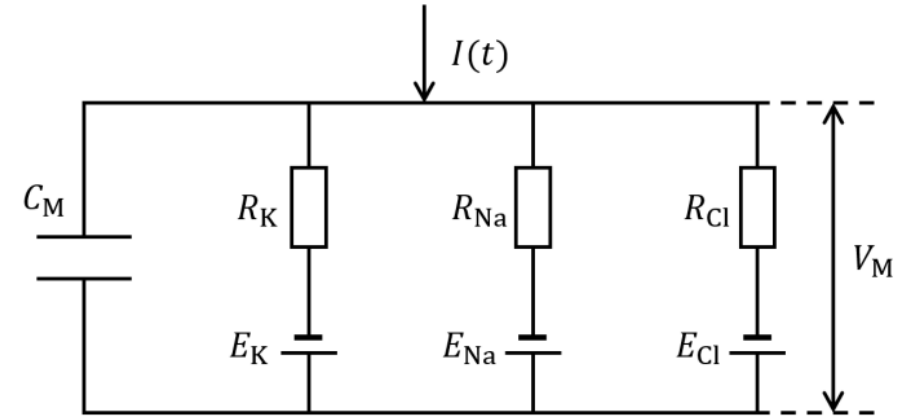 I(t)
C_M
R_K
R_Na
R_Cl
V_M
E_K
E_Na
E_Cl